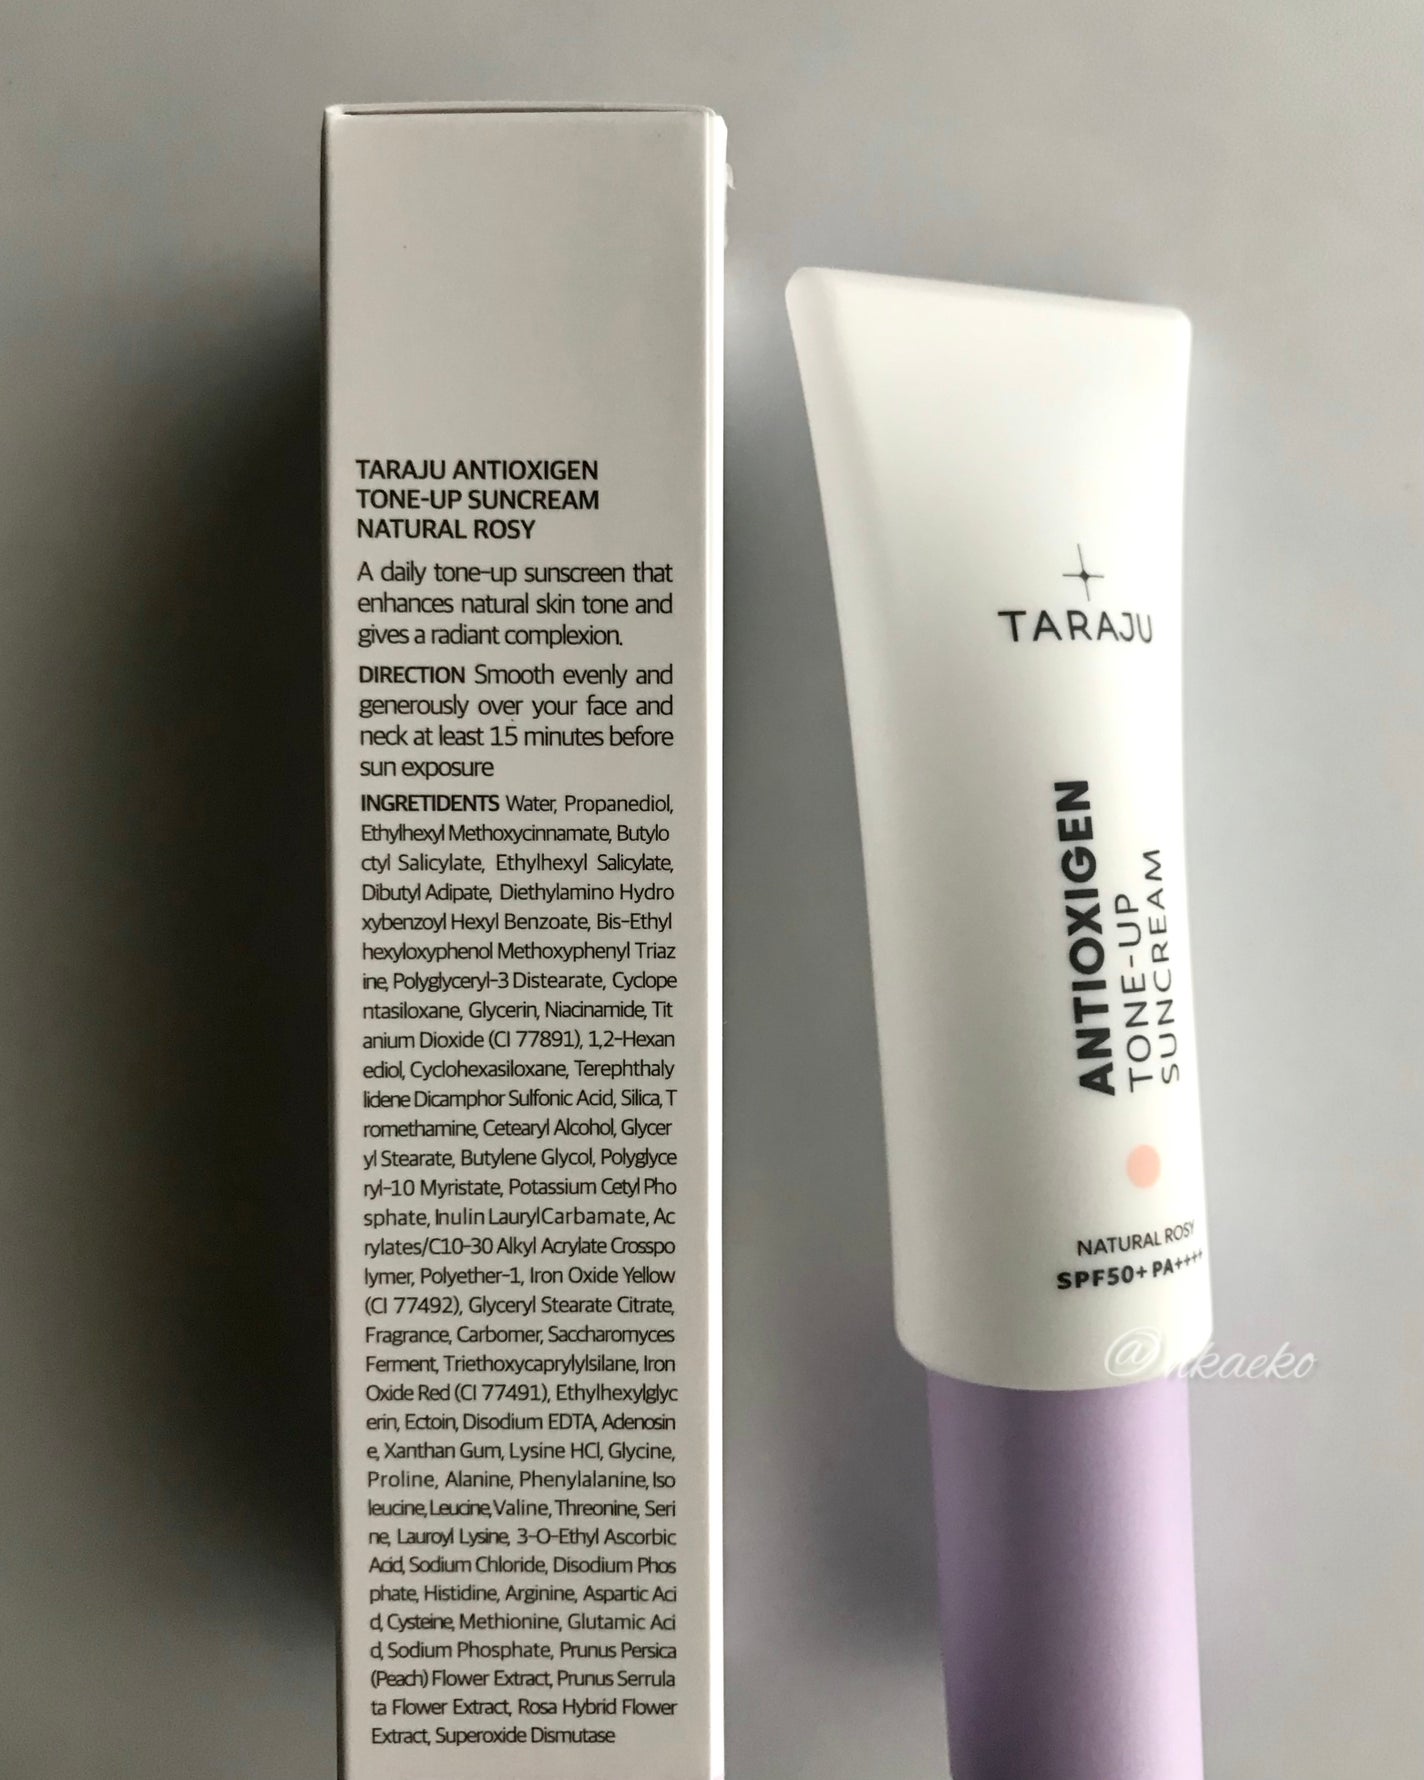 TARAJU ANTIOXIGEN
TONE-UP SUNCREAM
NATURAL ROSY
A daily tone-up sunscreen that
enhances natural skin tone and
gives a radiant complexion.
DIRECTION Smooth evenly and
generously over your face and
neck at least 15 minutes before
sun exposure
INGRETIDENTS Water, Propanediol,
Ethylhexyl Methoxycinnamate, Butylo
ctyl Salicylate, Ethylhexyl Salicylate,
Dibutyl Adipate, Diethylamino Hydro
xybenzoyl Hexyl Benzoate, Bis-Ethyl
hexyloxyphenol Methoxyphenyl Triaz
ine, Polyglyceryl-3 Distearate, Cyclope
ntasiloxane, Glycerin, Niacinamide, Tit
anium Dioxide (CI 77891), 1,2-Hexan
ediol, Cyclohexasiloxane, Terephthaly
lidene Dicamphor Sulfonic Acid, Silica, T
romethamine, Cetearyl Alcohol, Glycer
yl Stearate, Butylene Glycol, Polyglyce
ryl-10 Myristate, Potassium Cetyl Pho
sphate, Inulin LaurylCarbamate, Ac
rylates/C10-30 Alkyl Acrylate Crosspo
lymer, Polyether-1, Iron Oxide Yellow
(CI 77492), Glyceryl Stearate Citrate,
Fragrance, Carbomer, Saccharomyces
Ferment, Triethoxycaprylylsilane, Iron
Oxide Red (CI 77491), Ethylhexylglyc
erin, Ectoin, Disodium EDTA, Adenosin
e, Xanthan Gum, Lysine HCl, Glycine,
Proline, Alanine, Phenylalanine, Iso
leucine, Leucine, Valine, Threonine, Seri
ne, Lauroyl Lysine, 3-O-Ethyl Ascorbic
Acid, Sodium Chloride, Disodium Phos
phate, Histidine, Arginine, Aspartic Aci
d, Cysteine, Methionine, Glutamic Aci
d, Sodium Phosphate, Prunus Persica
(Peach) Flower Extract, Prunus Serrula
ta Flower Extract, Rosa Hybrid Flower
Extract, Superoxide Dismutase
TARAJU
ANTIOXIGEN
TONE-UP
SUNCREAM
NATURAL ROSY
SPF50+ PA++++